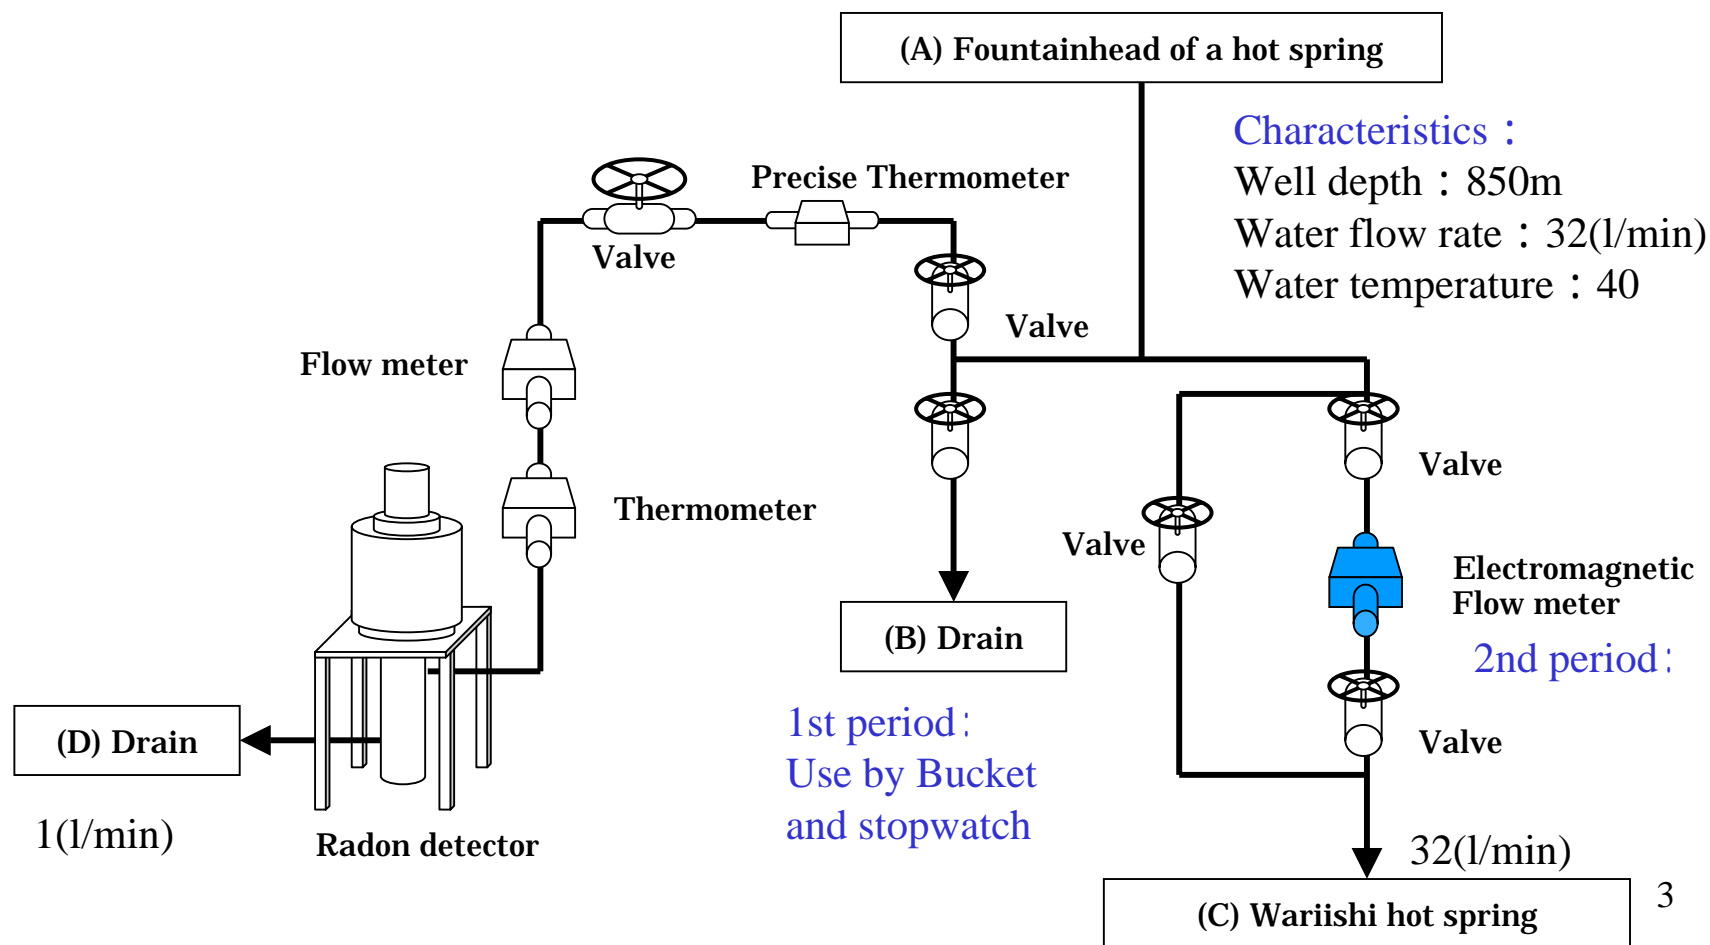 (A) Fountainhead of a hot spring
Characteristics：
Well depth：850m
Water flow rate：32(l/min)
Water temperature：40
Precise Thermometer
Valve
Valve
Flow meter
Valve
Thermometer
Valve
Electromagnetic
Flow meter
(B) Drain
2nd period:
1st period:
Use by Bucket
and stopwatch
(D) Drain
Valve
1(l/min)
Radon detector
32(l/min)
(C) Wariishi hot spring
3